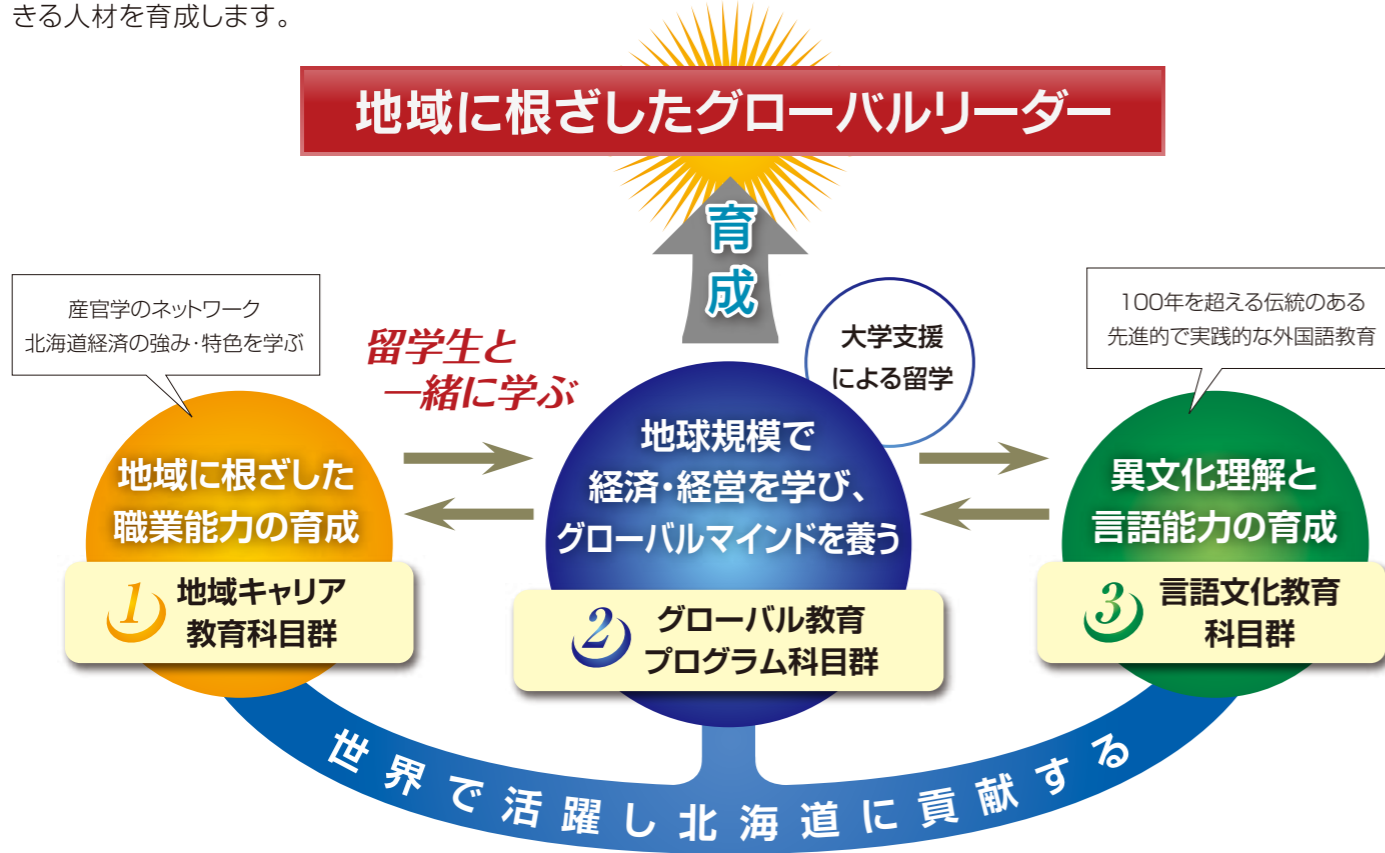 きる人材を育成します。
地域に根ざしたグローバルリーダー
育
成
産官学のネットワーク
北海道経済の強み・特色を学ぶ
留学生と
一緒に学ぶ
大学支援
による留学
100年を超える伝統のある
先進的で実践的な外国語教育
地域に根ざした
職業能力の育成
1 地域キャリア
教育科目群
地球規模で
経済・経営を学び、
グローバルマインドを養う
2 グローバル教育
プログラム科目群
異文化理解と
言語能力の育成
3 言語文化教育
科目群
世界で活躍し北海道に貢献する